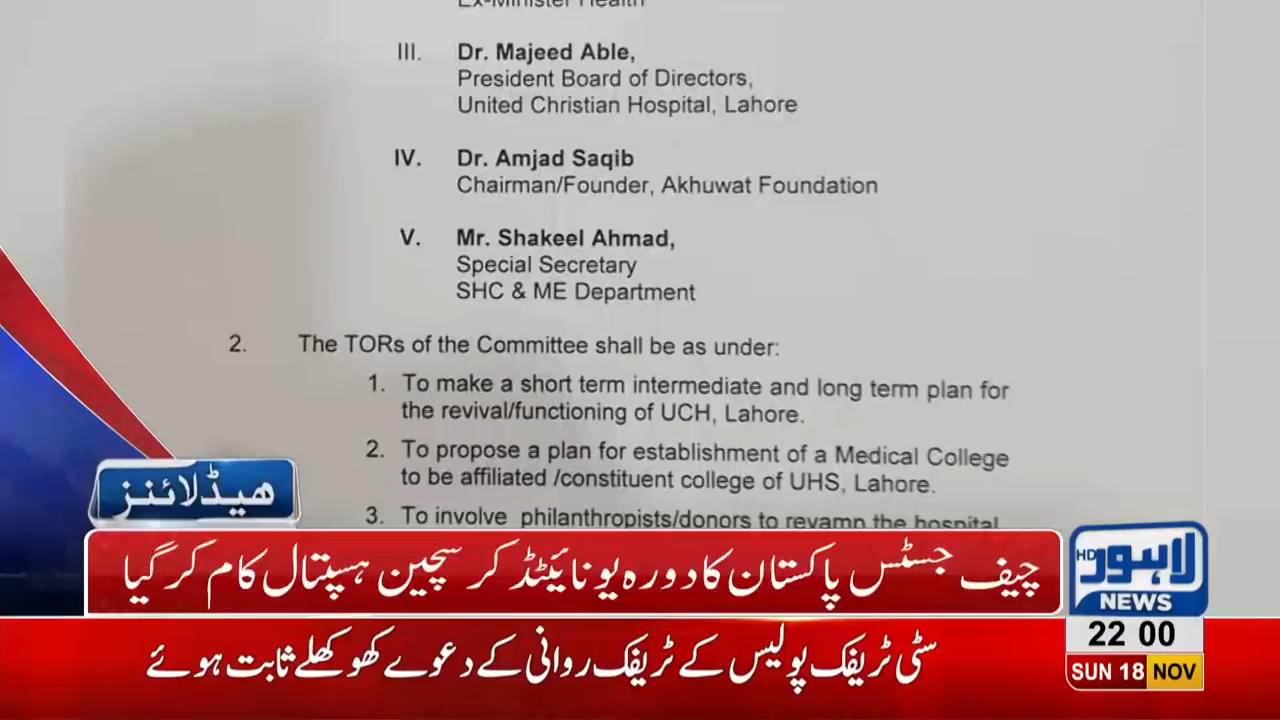 Ex-Minister Health
III. Dr. Majeed Able,
President Board of Directors,
United Christian Hospital, Lahore
IV. Dr. Amjad Saqib
Chairman/Founder, Akhuwat Foundation
V. Mr. Shakeel Ahmad,
Special Secretary
SHC & ME Department
2. The TORs of the Committee shall be as under:
1. To make a short term intermediate and long term plan for
the revival/functioning of UCH, Lahore.
2. To propose a plan for establishment of a Medical College
to be affiliated /constituent college of UHS, Lahore.
3. To involve philanthropists/donors to revamp the hospital
ھیڈلائنز
چیف جسٹس پاکستان کا دورہ یونائیٹڈ کرسچین ہسپتال کام کر گیا
لاہور HD
NEWS
22 00
SUN 18 NOV
سٹی ٹریفک پولیس کے ٹریفک روانی کے دعوے کھوکھلے ثابت ہوئے